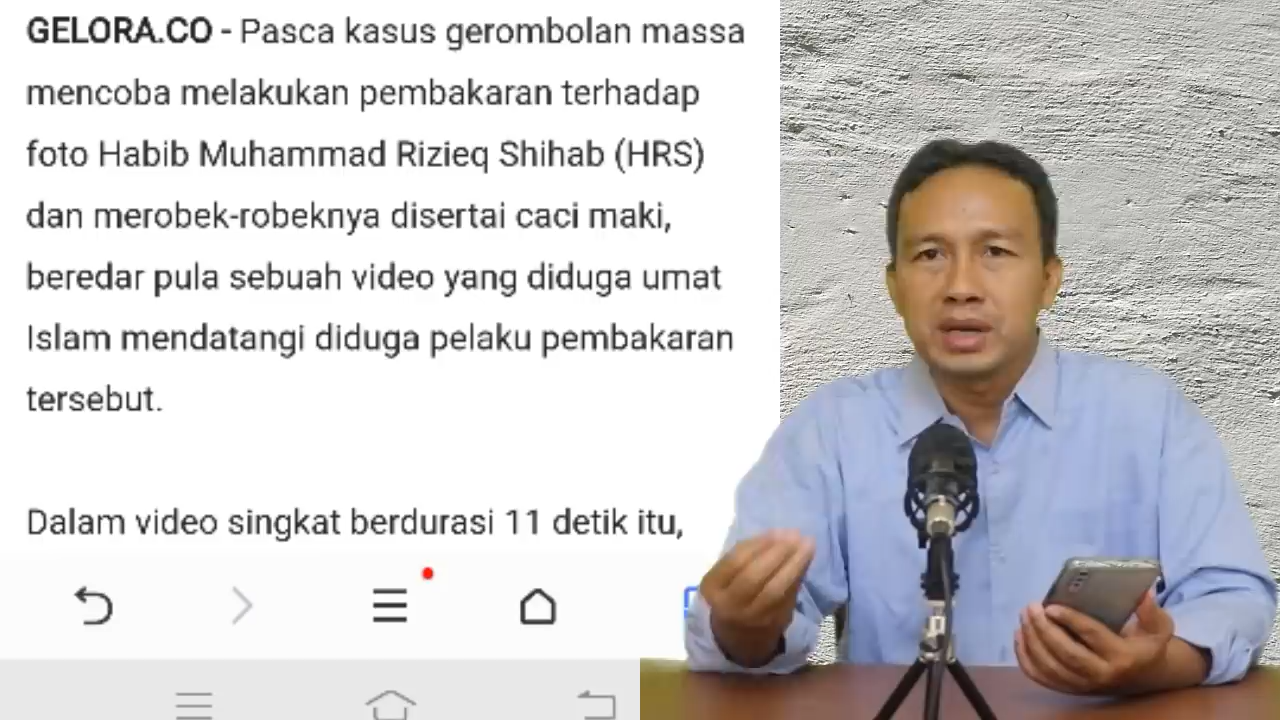 GELORA.CO - Pasca kasus gerombolan massa
mencoba melakukan pembakaran terhadap
foto Habib Muhammad Rizieq Shihab (HRS)
dan merobek-robeknya disertai caci maki,
beredar pula sebuah video yang diduga umat
Islam mendatangi diduga pelaku pembakaran
tersebut.
Dalam video singkat berdurasi 11 detik itu,